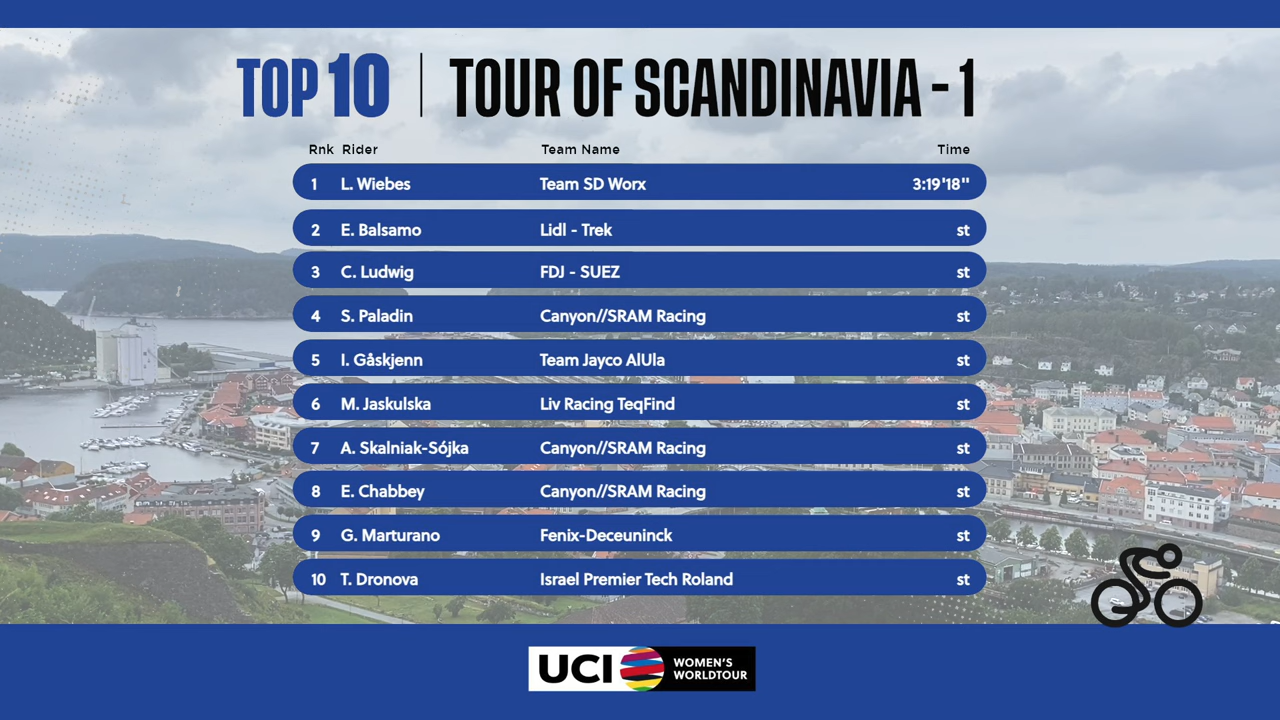 TOP 10 | TOUR OF SCANDINAVIA - 1
Rnk Rider Team Name Time
1 L. Wiebes Team SD Worx 3:19'18"
2 E. Balsamo Lidl - Trek st
3 C. Ludwig FDJ - SUEZ st
4 S. Paladin Canyon//SRAM Racing st
5 I. Gåskjenn Team Jayco AlUla st
6 M. Jaskulska Liv Racing TeqFind st
7 A. Skalniak-Sójka Canyon//SRAM Racing st
8 E. Chabbey Canyon//SRAM Racing st
9 G. Marturano Fenix-Deceuninck st
10 T. Dronova Israel Premier Tech Roland st
UCI WOMEN'S
WORLDTOUR